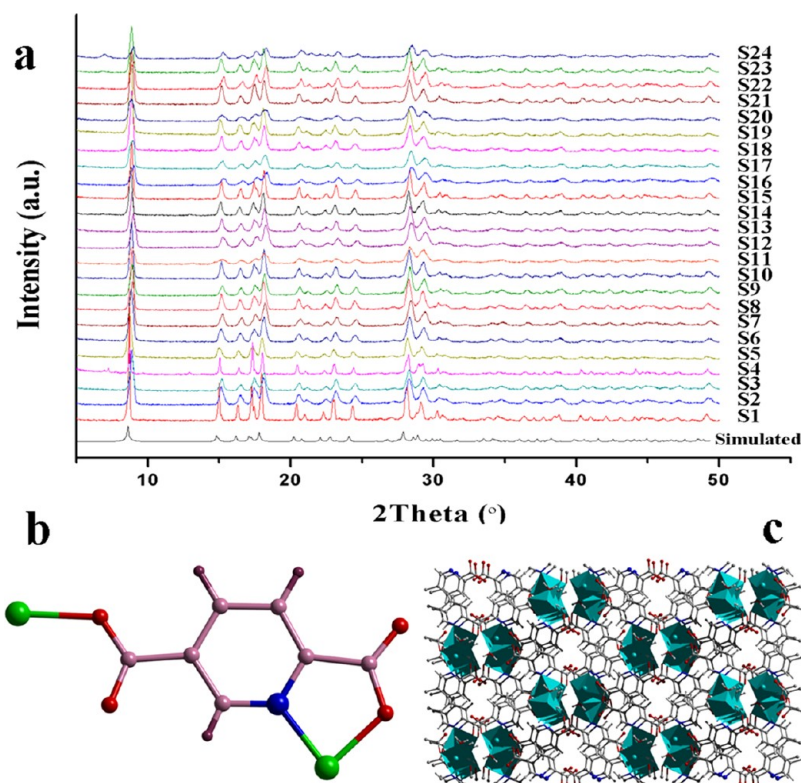 a
Intensity (a.u.)
S24
S23
S22
S21
S20
S19
S18
S17
S16
S15
S14
S13
S12
S11
S10
S9
S8
S7
S6
S5
S4
S3
S2
S1
Simulated
10 20 30 40 50
2Theta (°)
b
c